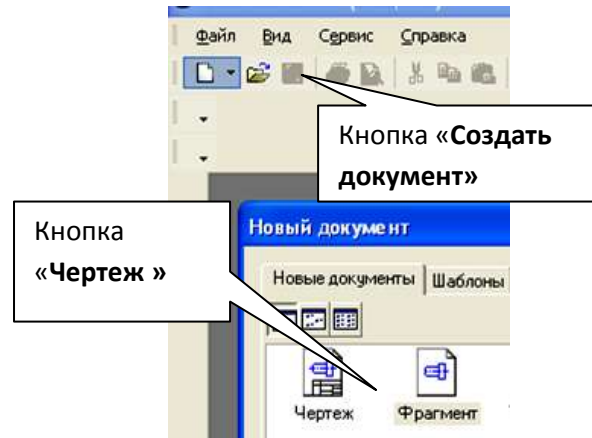 Файл Вид Сервис Справка
Кнопка «Создать
документ»
Кнопка
«Чертеж »
Новый документ
Новые документы Шаблоны
Чертеж Фрагмент